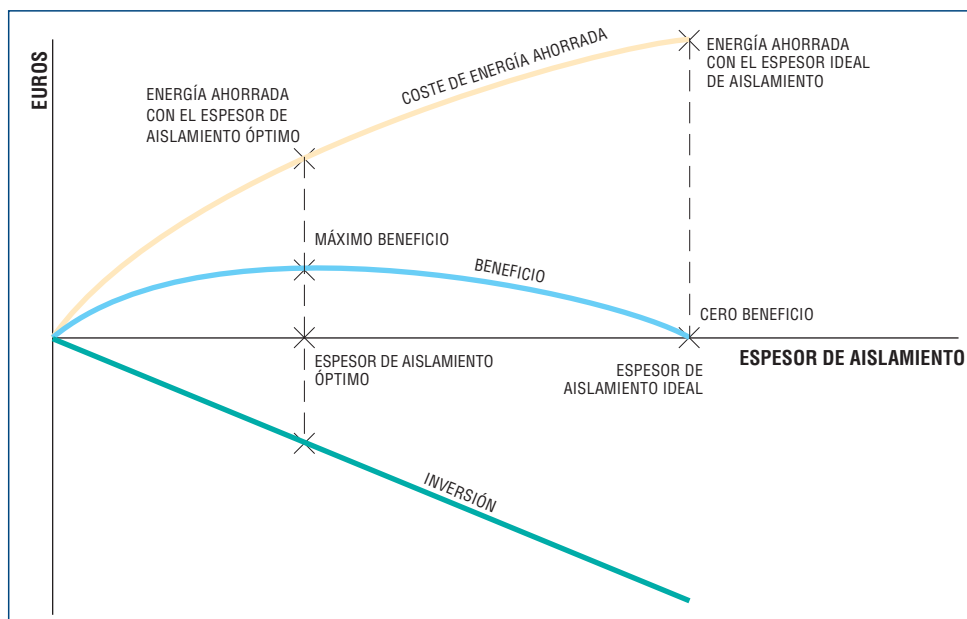 EUROS
ENERGÍA AHORRADA
CON EL ESPESOR DE
AISLAMIENTO ÓPTIMO
COSTE DE ENERGÍA AHORRADA
ENERGÍA AHORRADA
CON EL ESPESOR IDEAL
DE AISLAMIENTO
MÁXIMO BENEFICIO
BENEFICIO
CERO BENEFICIO
ESPESOR DE AISLAMIENTO
ESPESOR DE AISLAMIENTO
ÓPTIMO
ESPESOR DE
AISLAMIENTO IDEAL
INVERSIÓN